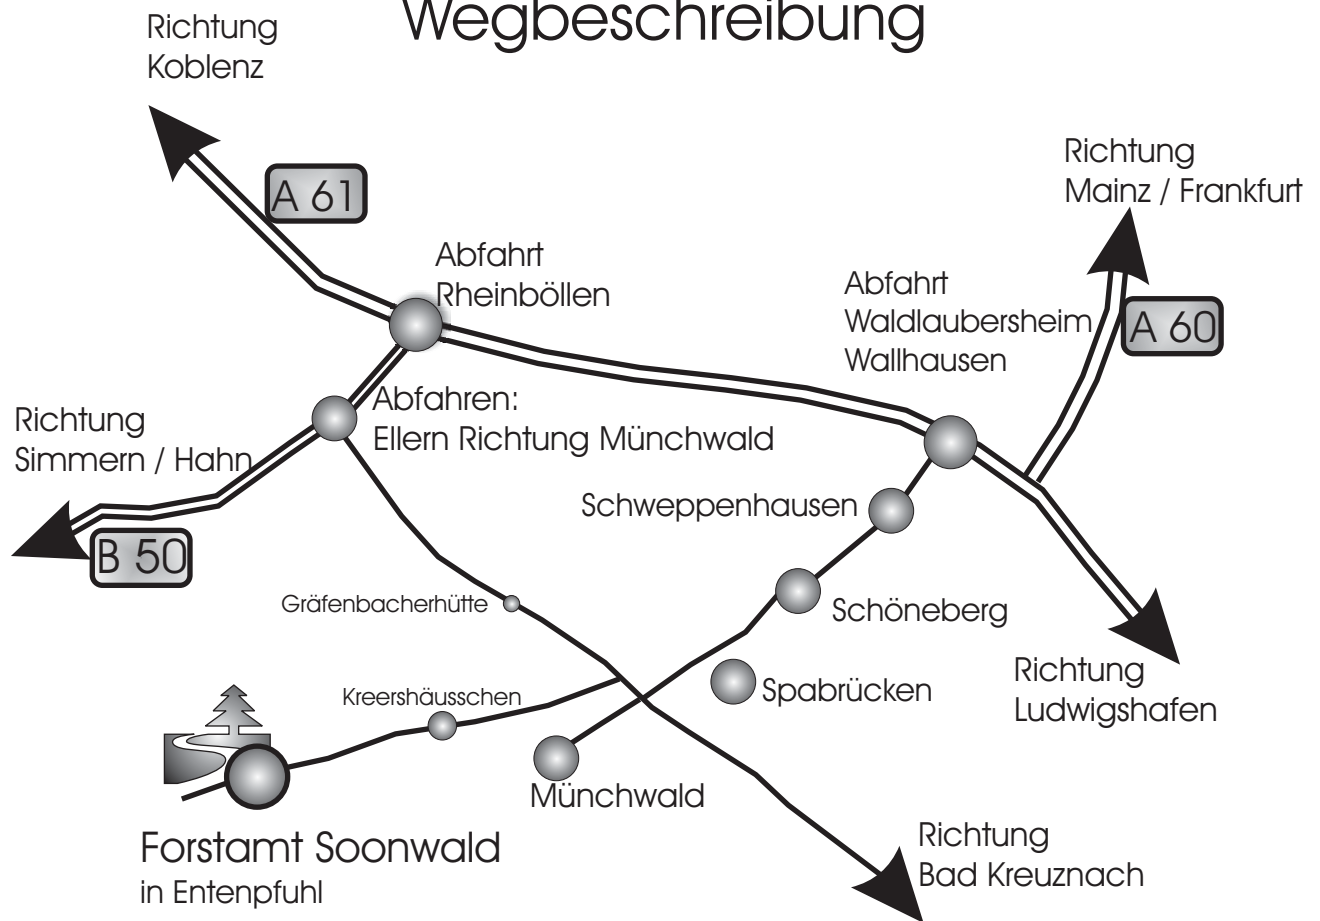 Wegbeschreibung
Richtung
Koblenz
A 61
Richtung
Mainz / Frankfurt
A 60
Abfahrt
Rheinböllen
Abfahrt
Waldlaubersheim
Wallhausen
Abfahren:
Ellern Richtung Münchwald
Richtung
Simmern / Hahn
B 50
Schweppenhausen
Gräfenbacherhütte
Schöneberg
Kreershäusschen
Spabrücken
Richtung
Ludwigshafen
Münchwald
Forstamt Soonwald
in Entenpfuhl
Richtung
Bad Kreuznach